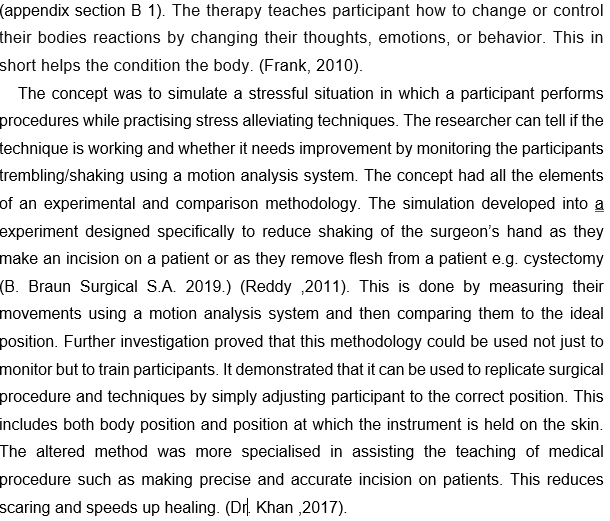 (appendix section B 1). The therapy teaches participant how to change or control
their bodies reactions by changing their thoughts, emotions, or behavior. This in
short helps the condition the body. (Frank, 2010).
The concept was to simulate a stressful situation in which a participant performs
procedures while practising stress alleviating techniques. The researcher can tell if the
technique is working and whether it needs improvement by monitoring the participants
trembling/shaking using a motion analysis system. The concept had all the elements
of an experimental and comparison methodology. The simulation developed into a
experiment designed specifically to reduce shaking of the surgeon's hand as they
make an incision on a patient or as they remove flesh from a patient e.g. cystectomy
(B. Braun Surgical S.A. 2019.) (Reddy ,2011). This is done by measuring their
movements using a motion analysis system and then comparing them to the ideal
position. Further investigation proved that this methodology could be used not just to
monitor but to train participants. It demonstrated that it can be used to replicate surgical
procedure and techniques by simply adjusting participant to the correct position. This
includes both body position and position at which the instrument is held on the skin.
The altered method was more specialised in assisting the teaching of medical
procedure such as making precise and accurate incision on patients. This reduces
scaring and speeds up healing. (Dr. Khan ,2017).